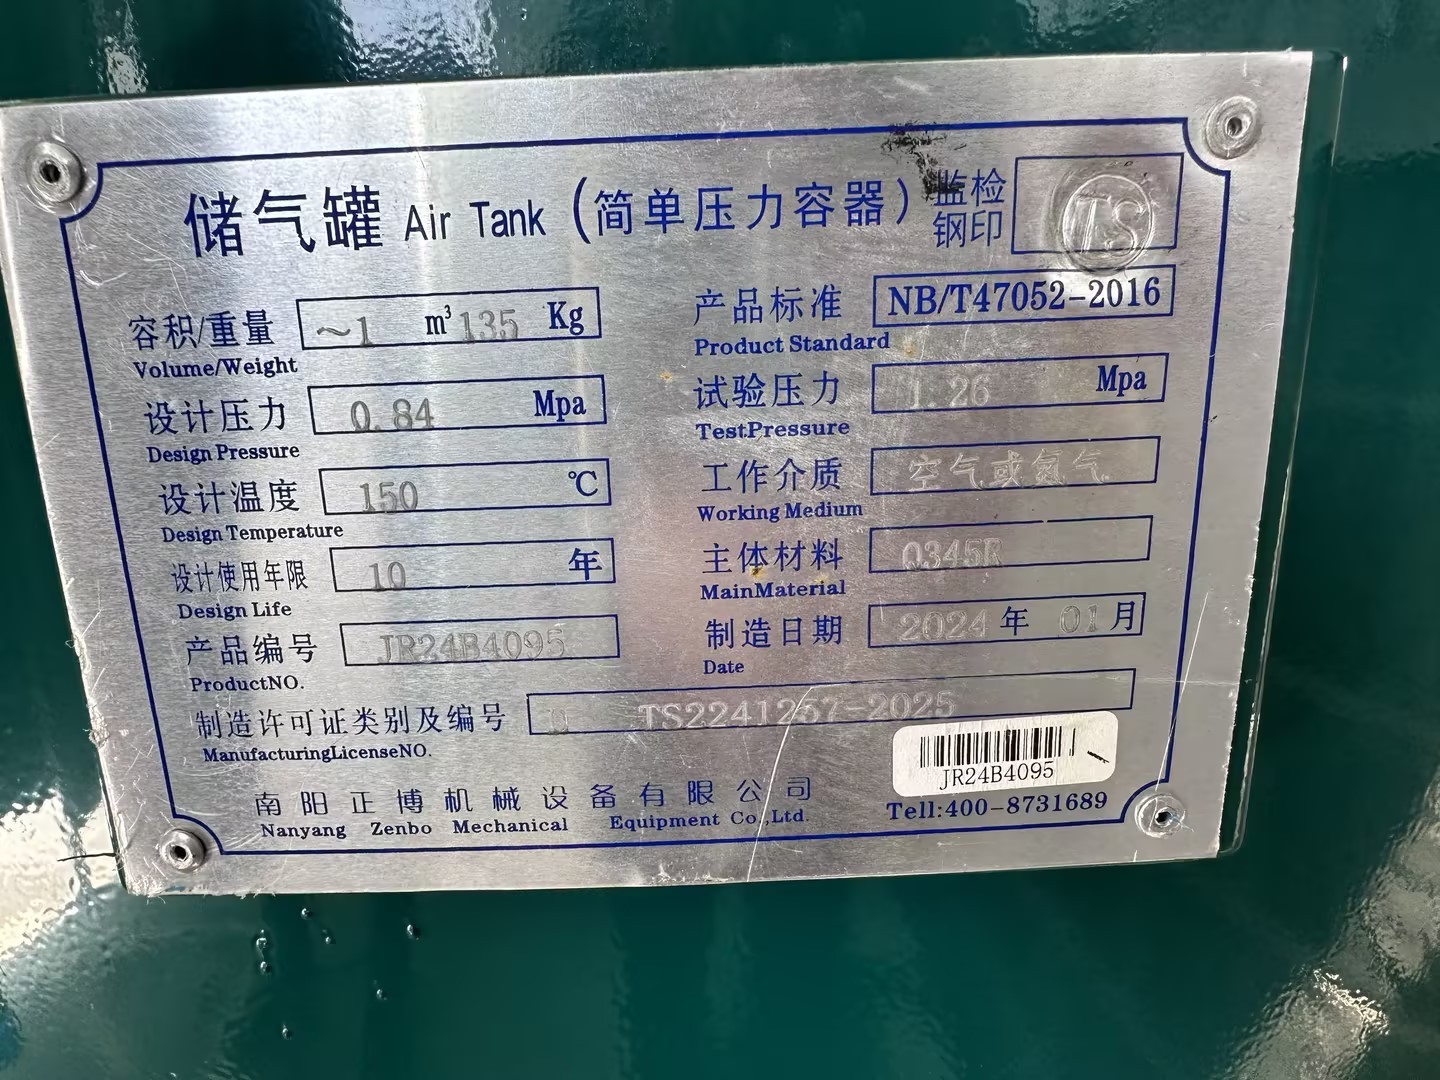 储气罐 Air Tank (简单压力容器) 监检钢印 TS
容积/重量 ~1 m³ 135 Kg
Volume/Weight
产品标准 NB/T47052-2016
Product Standard
设计压力 0.84 Mpa
Design Pressure
试验压力 1.26 Mpa
TestPressure
设计温度 150 ℃
Design Temperature
工作介质 空气或氮气
Working Medium
设计使用年限 10 年
Design Life
主体材料 Q345R
MainMaterial
产品编号 JR24B4095
ProductNO.
制造日期 2024 年 01 月
Date
制造许可证类别及编号 D TS2241267-2025
ManufacturingLicenseNO.
JR24B4095
南阳正博机械设备有限公司
Nanyang Zenbo Mechanical Equipment Co.,Ltd.
Tell:400-8731689